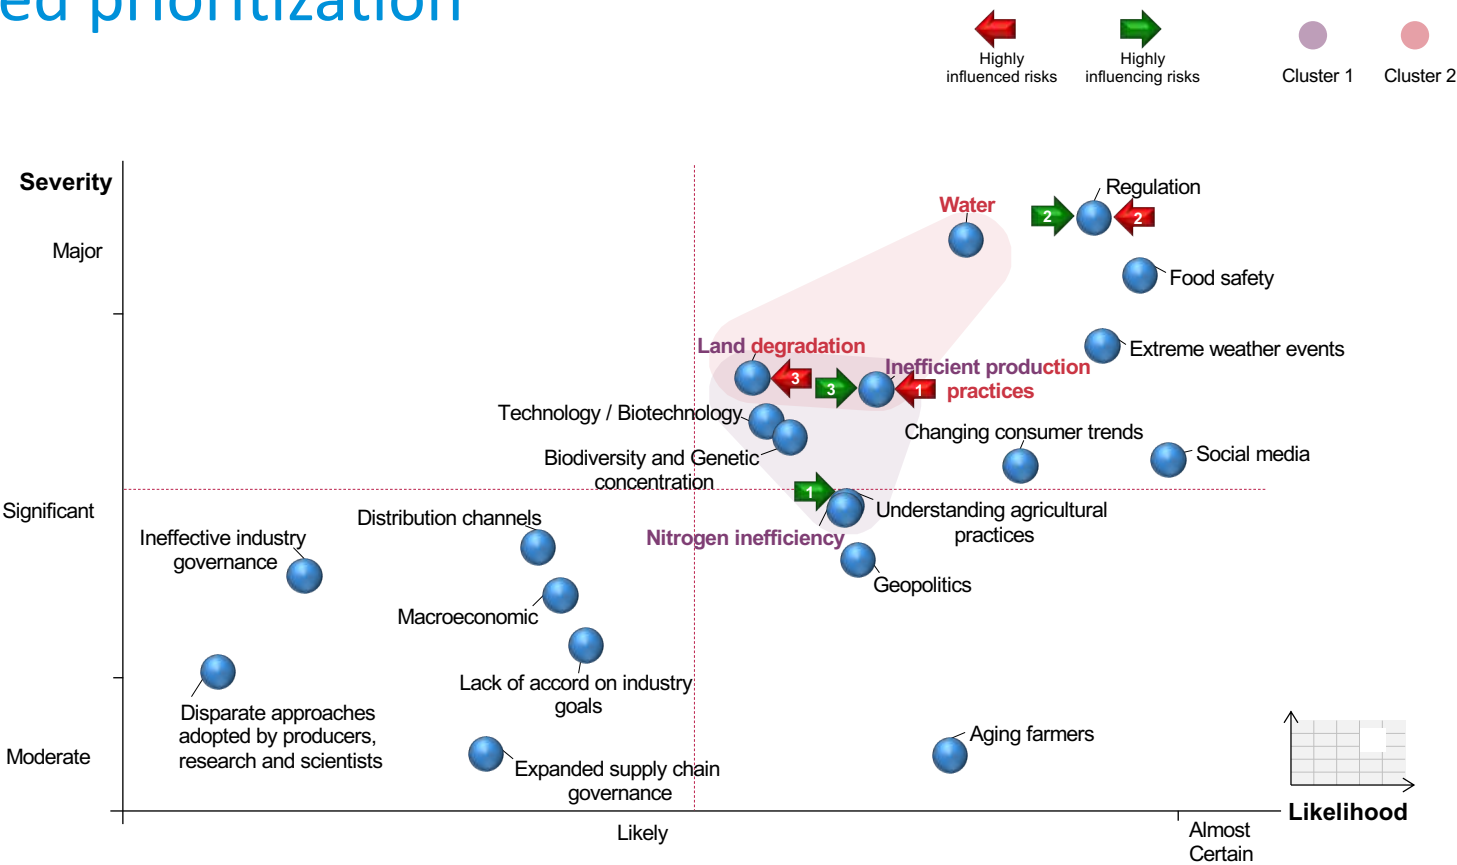 ed prioritization
Highly
influenced risks
Highly
influencing risks
Cluster 1
Cluster 2
Severity
Major
Significant
Moderate
Water
Regulation
2
2
Food safety
Extreme weather events
Land degradation
3
3
1
Inefficient production
practices
Technology / Biotechnology
Biodiversity and Genetic
concentration
Changing consumer trends
Social media
1
Understanding agricultural
practices
Nitrogen inefficiency
Geopolitics
Distribution channels
Ineffective industry
governance
Macroeconomic
Lack of accord on industry
goals
Disparate approaches
adopted by producers,
research and scientists
Expanded supply chain
governance
Aging farmers
Likelihood
Likely
Almost
Certain